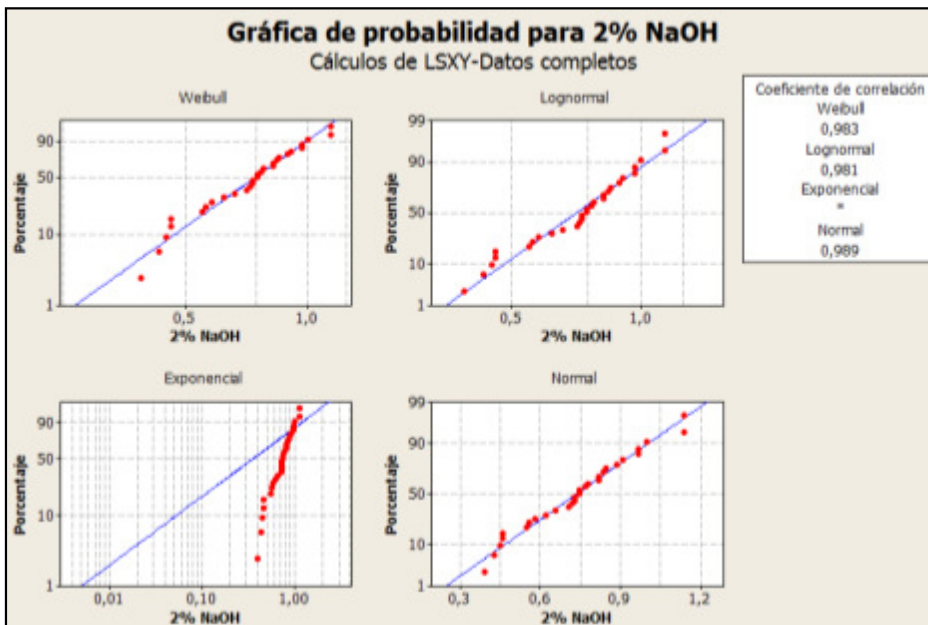 Gráfica de probabilidad para 2% NaOH
Cálculos de LSXY-Datos completos
Weibull
90
50
10
1
Porcentaje
0,5
1,0
2% NaOH
Lognormal
99
90
50
10
1
Porcentaje
0,5
1,0
2% NaOH
Coeficiente de correlación
Weibull
0,983
Lognormal
0,981
Exponencial
*
Normal
0,989
Exponencial
90
50
10
1
Porcentaje
0,01
0,10
1,00
2% NaOH
Normal
99
90
50
10
1
Porcentaje
0,3
0,6
0,9
1,2
2% NaOH